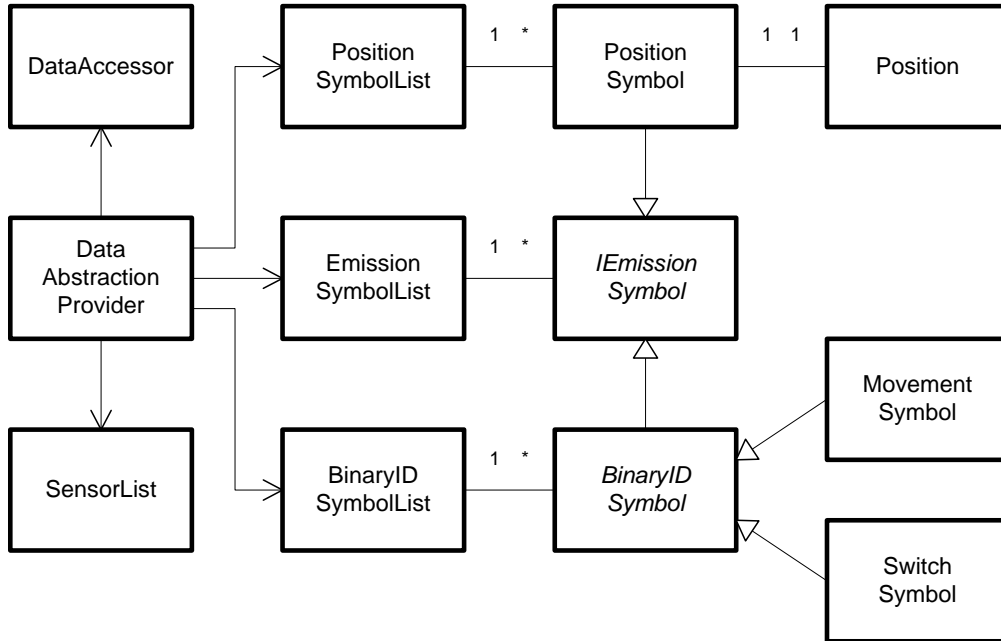 DataAccessor
Position
SymbolList
1 *
Position
Symbol
1 1
Position
Data
Abstraction
Provider
Emission
SymbolList
1 *
IEmission
Symbol
Movement
Symbol
SensorList
BinaryID
SymbolList
1 *
BinaryID
Symbol
Switch
Symbol